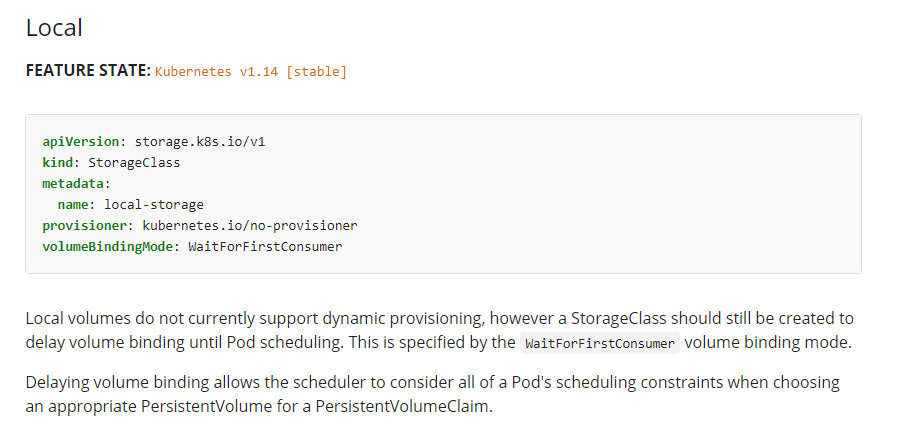 Local
FEATURE STATE: Kubernetes v1.14 [stable]
apiVersion: storage.k8s.io/v1
kind: StorageClass
metadata:
  name: local-storage
provisioner: kubernetes.io/no-provisioner
volumeBindingMode: WaitForFirstConsumer
Local volumes do not currently support dynamic provisioning, however a StorageClass should still be created to
delay volume binding until Pod scheduling. This is specified by the WaitForFirstConsumer volume binding mode.
Delaying volume binding allows the scheduler to consider all of a Pod's scheduling constraints when choosing
an appropriate PersistentVolume for a PersistentVolumeClaim.